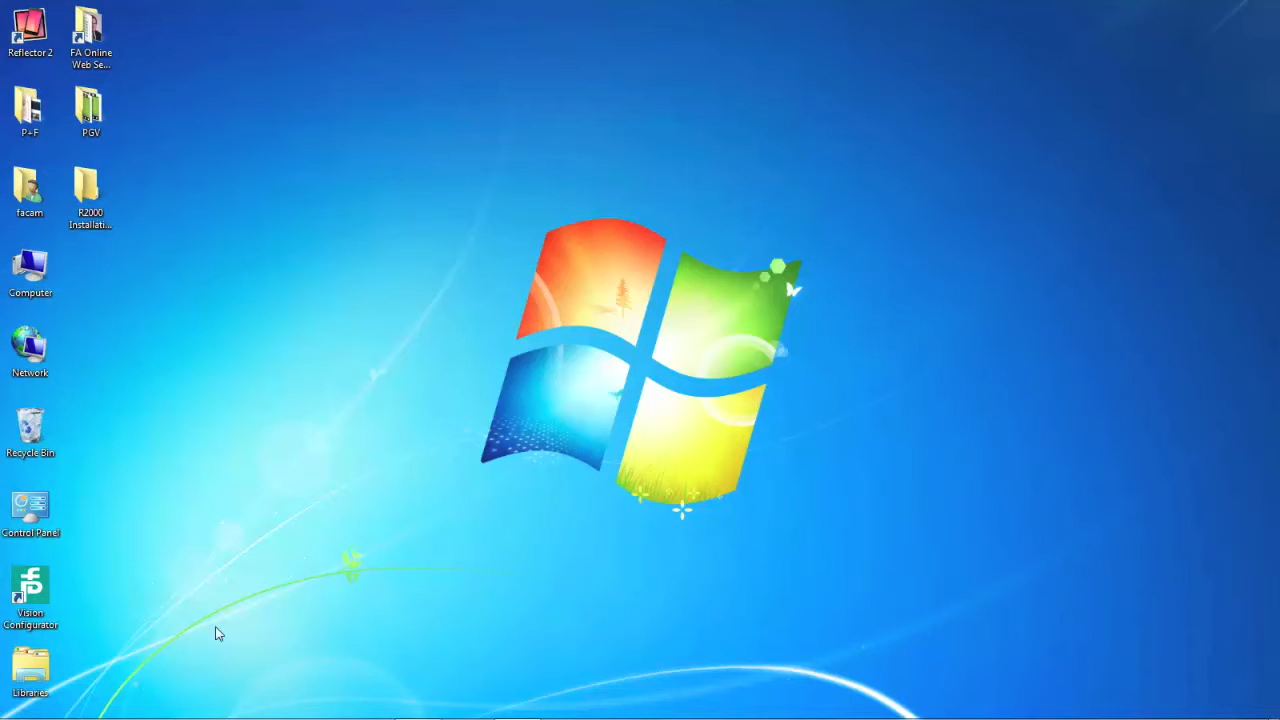 Reflector 2
FA Online
Web Se...
P+F
PGV
facam
R2000
Installati...
Computer
Network
Recycle Bin
Control Panel
Vision
Configurator
Libraries